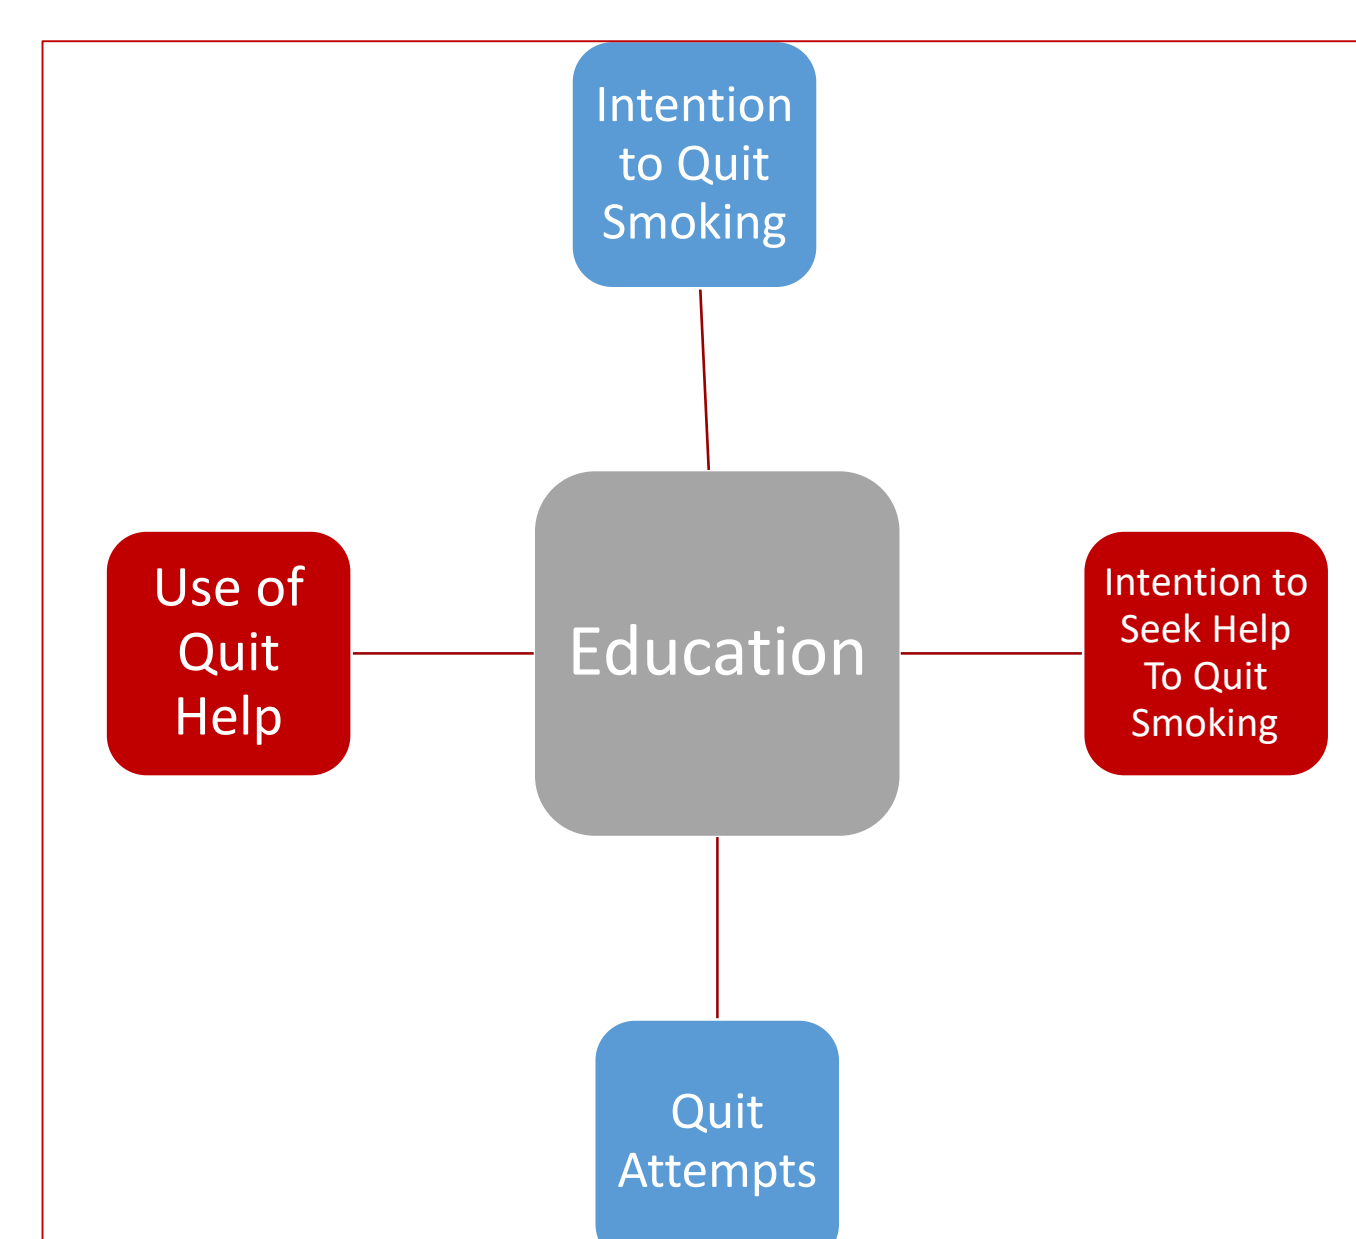 Intention
to Quit
Smoking
Use of
Quit
Help
Education
Intention to
Seek Help
To Quit
Smoking
Quit
Attempts